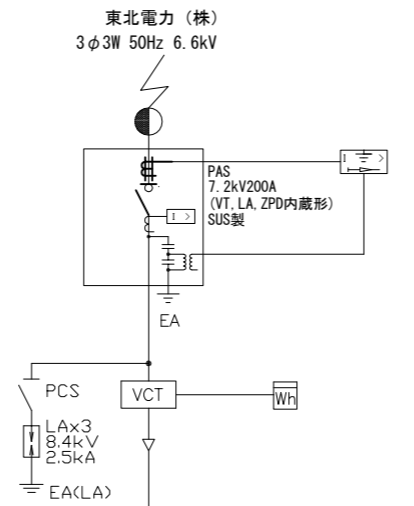 東北電力（株）
3φ3W 50Hz 6.6kV
PAS
7.2kV200A
(VT,LA,ZPD内蔵形)
SUS製
I >
I >
EA
PCS
VCT
Wh
LAx3
8.4kV
2.5kA
EA(LA)